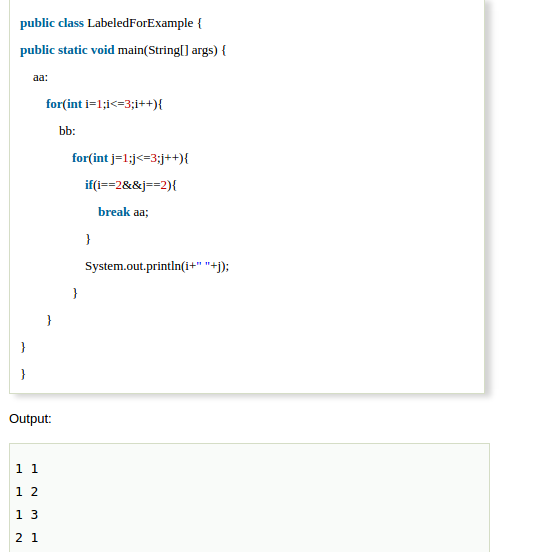 public class LabeledForExample {
public static void main(String[] args) {
aa:
for(int i=1;i<=3;i++){
bb:
for(int j=1;j<=3;j++){
if(i==2&&j==2){
break aa;
}
System.out.println(i+" "+j);
}
}
}
}
Output:
1 1
1 2
1 3
2 1